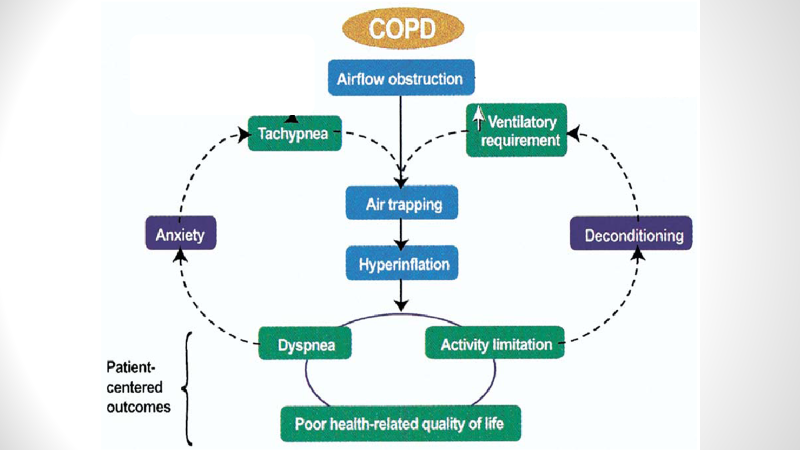 COPD
Airflow obstruction
Tachypnea
Ventilatory
requirement
Air trapping
Anxiety
Deconditioning
Hyperinflation
Dyspnea
Activity limitation
Patient-
centered
outcomes
Poor health-related quality of life